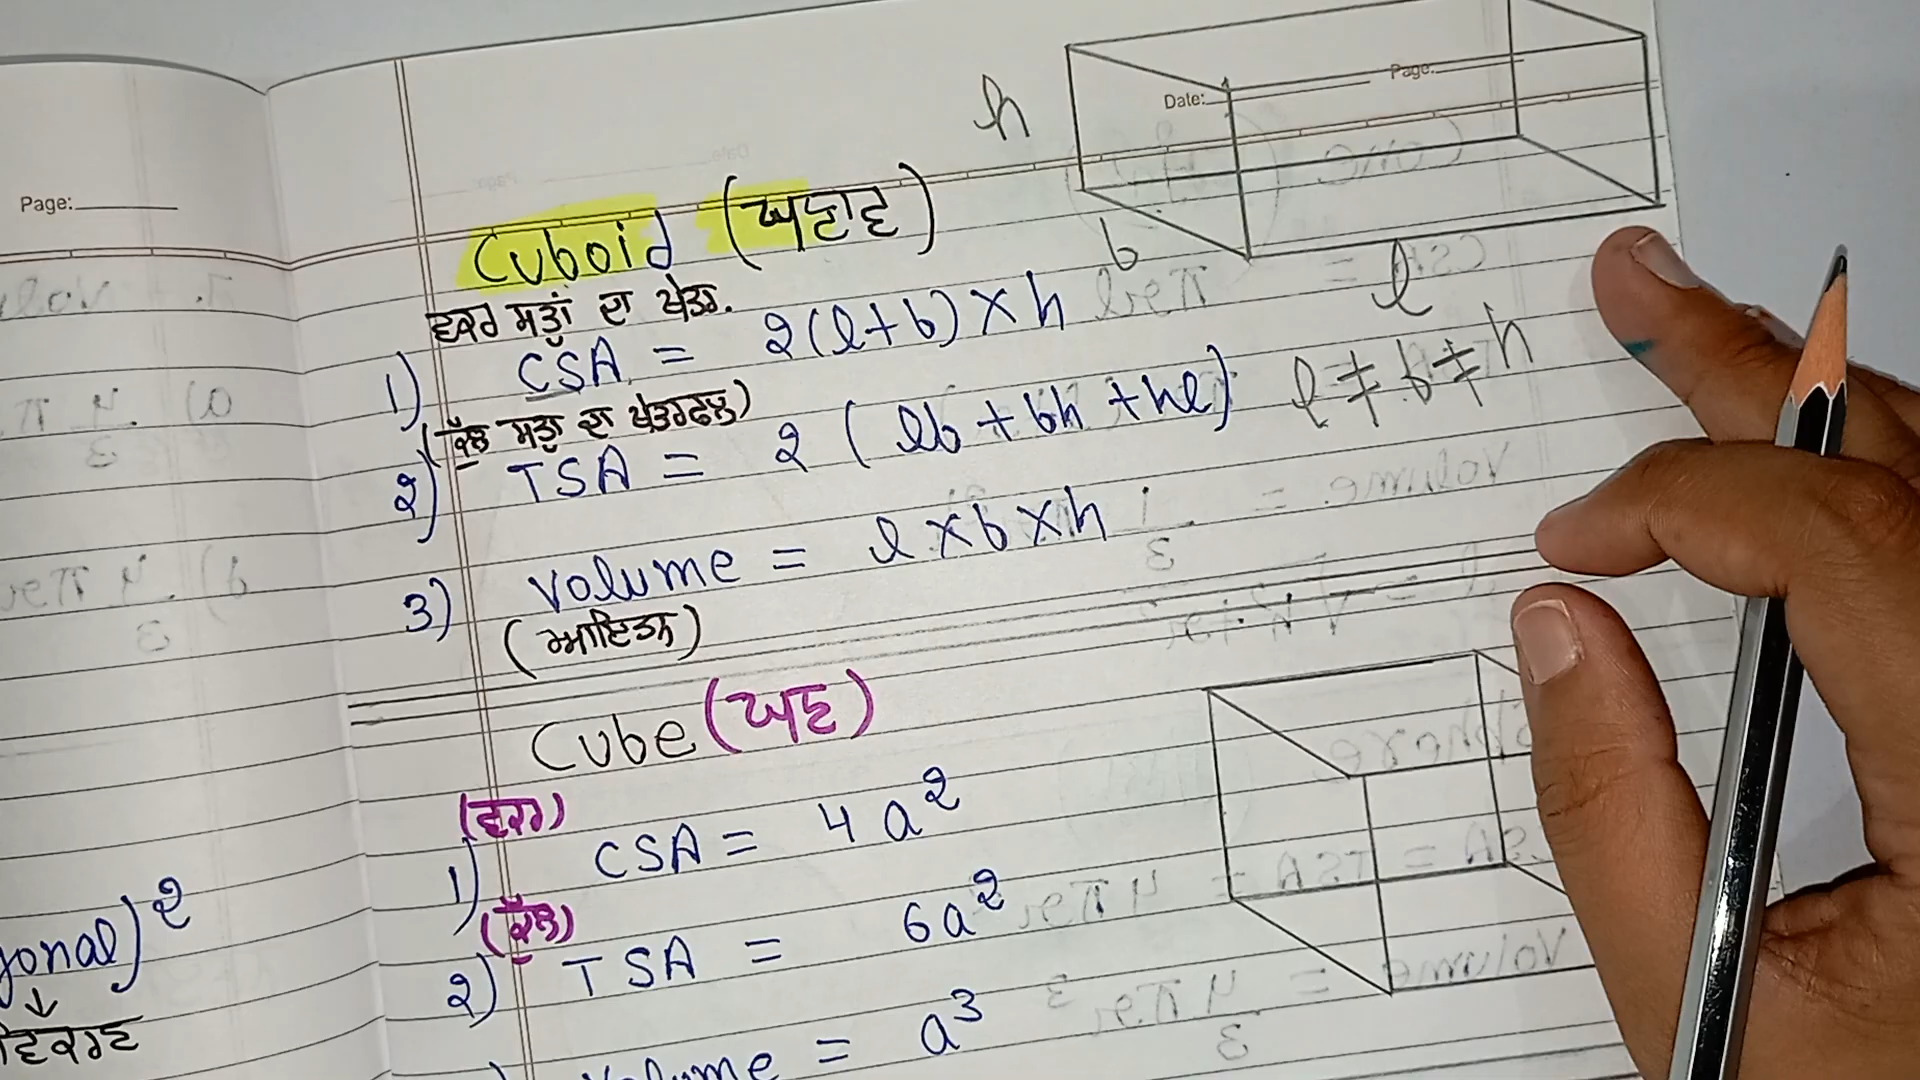 Page:
Date: Page:
h
Cuboid (ਘਣਾਵ)
b
l
ਵਕਰ ਸਤ੍ਹਾਂ ਦਾ ਖੇਤਰ.
1) CSA = 2(l+b) × h
(ਕੁੱਲ ਸਤ੍ਹਾ ਦਾ ਖੇਤਰਫਲ)
2) TSA = 2 (lb + bh + hl)
l ≠ b ≠ h
3) Volume = l × b × h
(ਆਇਤਨ)
Cube (ਘਣ)
(ਵਕਰ)
1) CSA = 4a²
(ਕੁੱਲ)
2) TSA = 6a²
Volume = a³
gonal)²
↓
ਵਿਕਰਣ